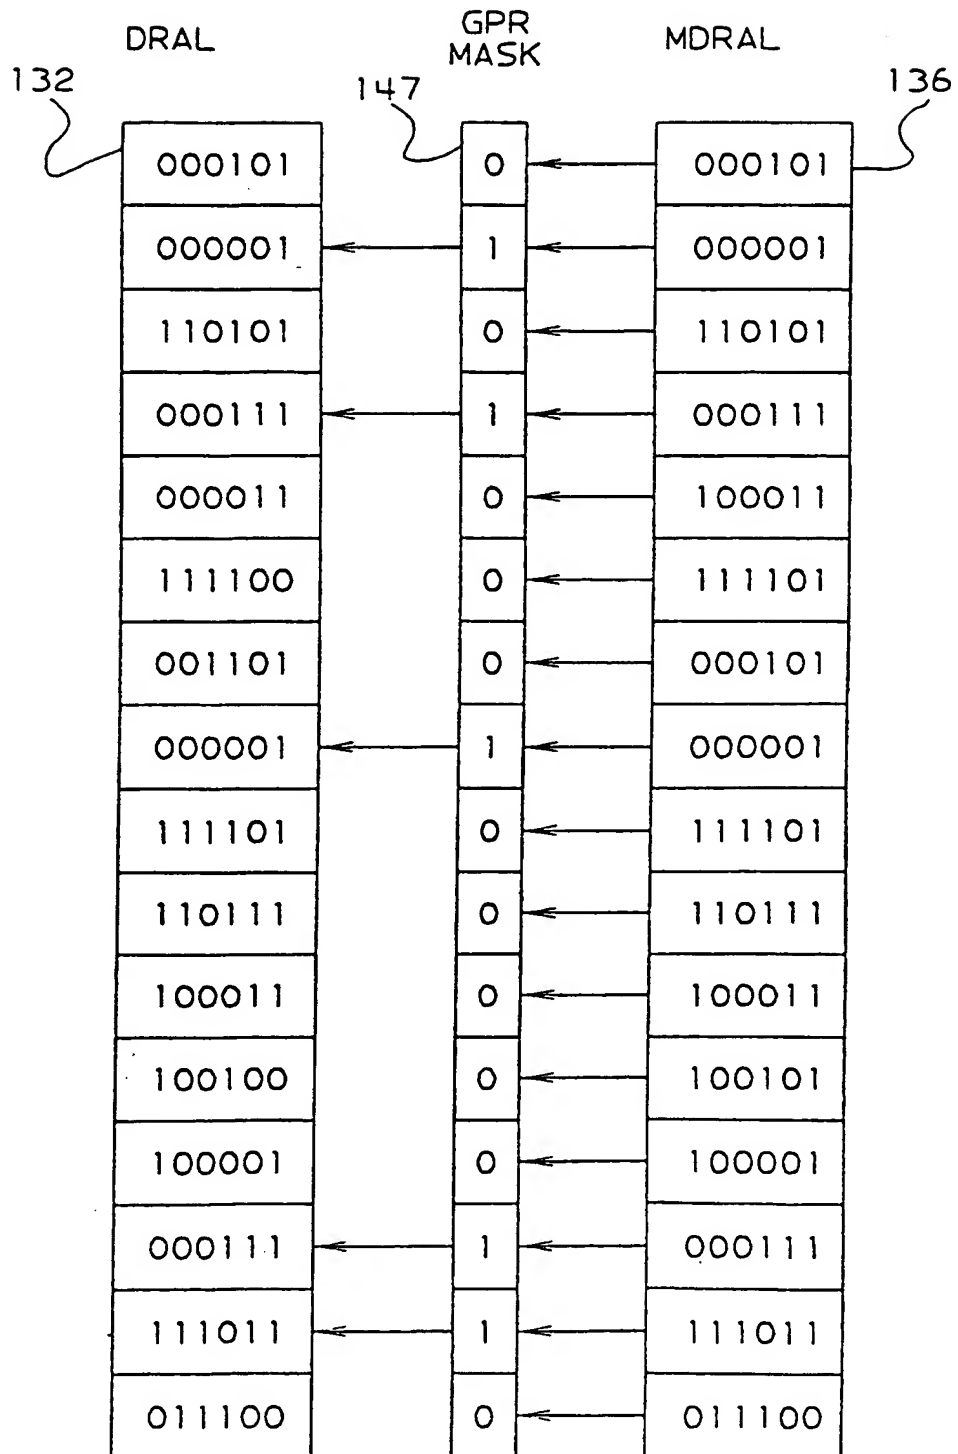 DRAL GPR MASK MDRAL
132 147 136
000101 0 000101
000001 1 000001
110101 0 110101
000111 1 000111
000011 0 100011
111100 0 111101
001101 0 000101
000001 1 000001
111101 0 111101
110111 0 110111
100011 0 100011
100100 0 100101
100001 0 100001
000111 1 000111
111011 1 111011
011100 0 011100